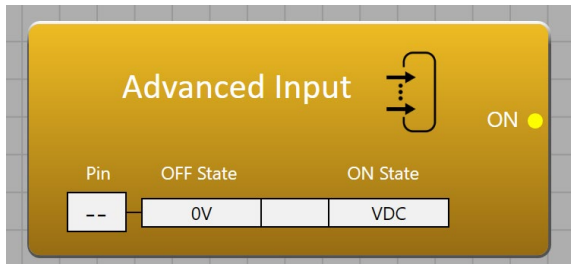 Advanced Input
ON
Pin OFF State ON State
-- 0V VDC